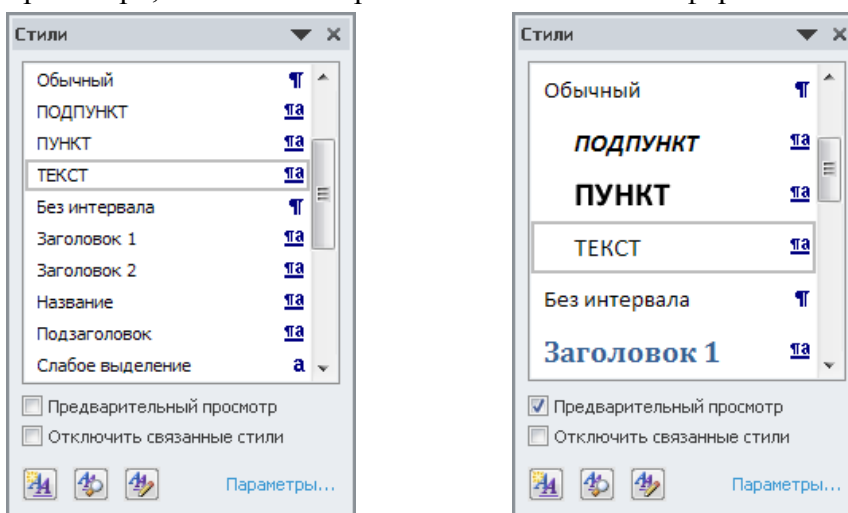 Стили
Обычный
ПОДПУНКТ
ПУНКТ
ТЕКСТ
Без интервала
Заголовок 1
Заголовок 2
Название
Подзаголовок
Слабое выделение
Предварительный просмотр
Отключить связанные стили
Параметры...
Стили
Обычный
ПОДПУНКТ
ПУНКТ
ТЕКСТ
Без интервала
Заголовок 1
Предварительный просмотр
Отключить связанные стили
Параметры...